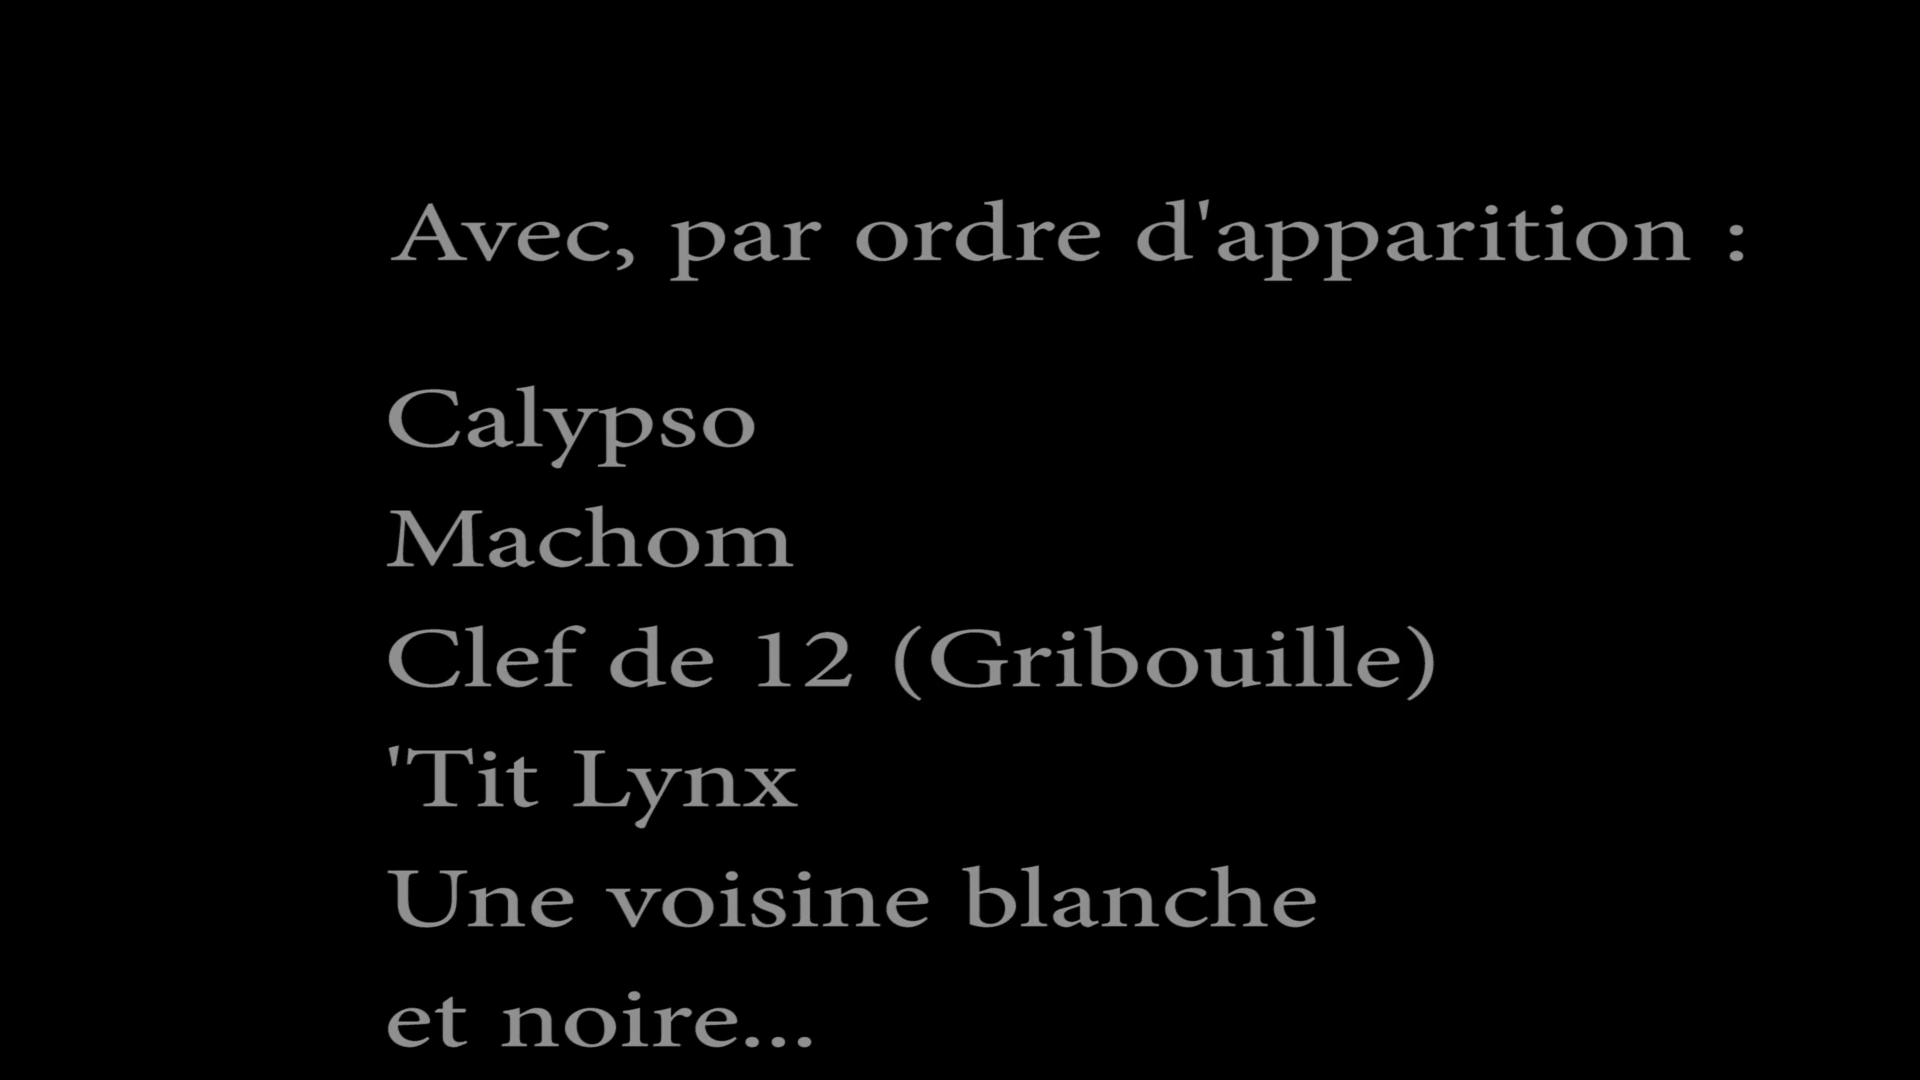 Avec, par ordre d'apparition :
Calypso
Machom
Clef de 12 (Gribouille)
'Tit Lynx
Une voisine blanche
et noire...